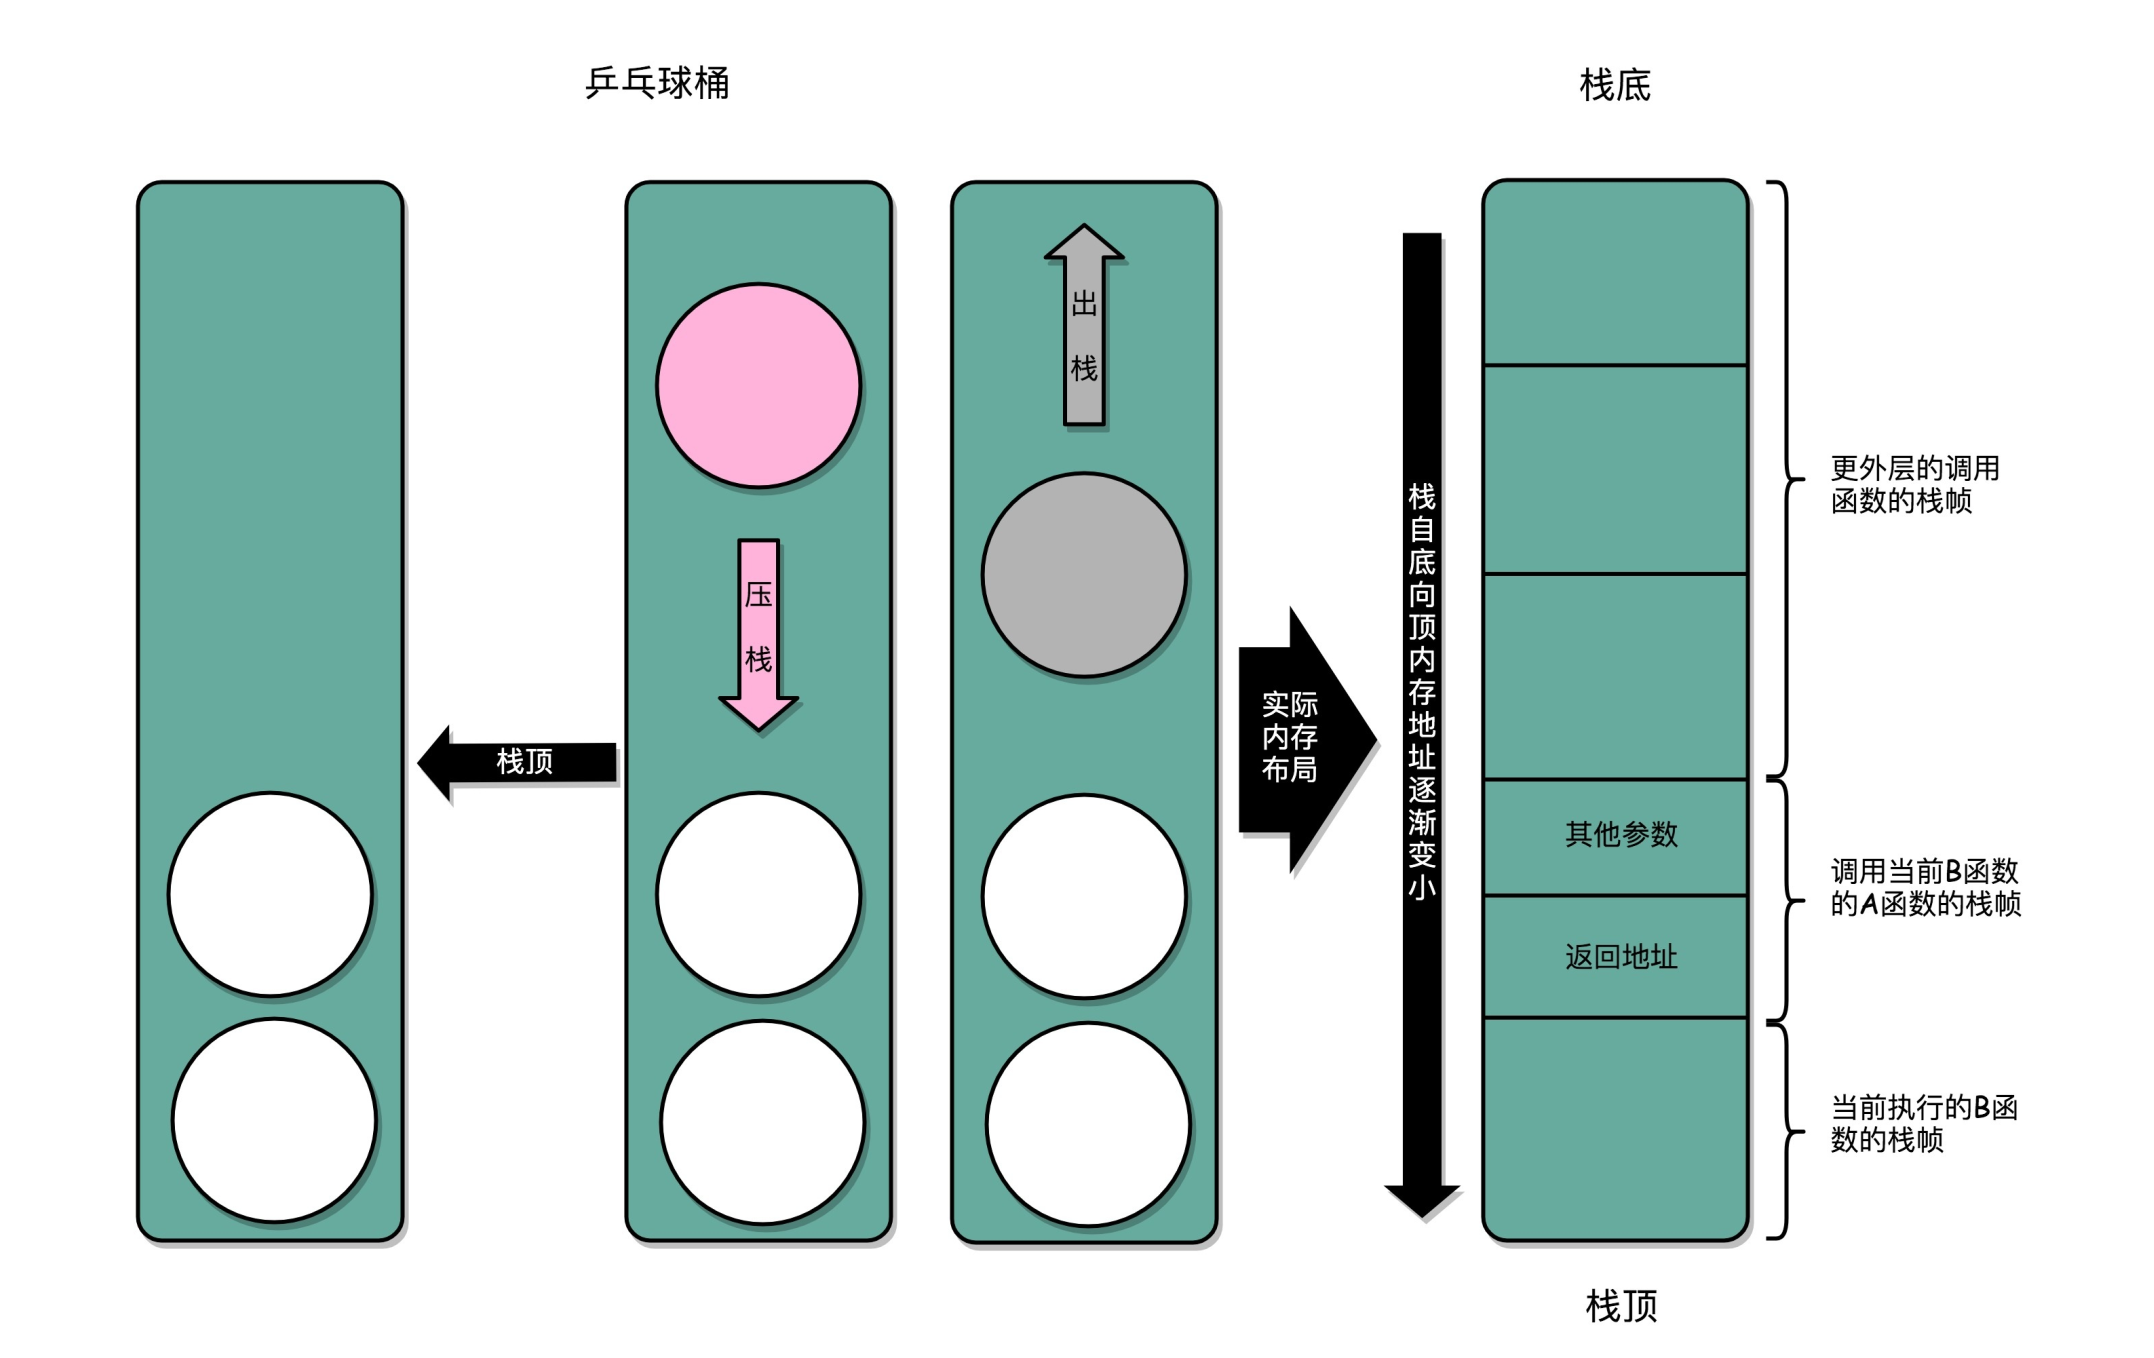 乒乓球桶
栈底
出
栈
压
栈
栈顶
实际
内存
布局
栈
自
底
向
顶
内
存
地
址
逐
渐
变
小
更外层的调用
函数的栈帧
其他参数
返回地址
调用当前B函数
的A函数的栈帧
当前执行的B函
数的栈帧
栈顶